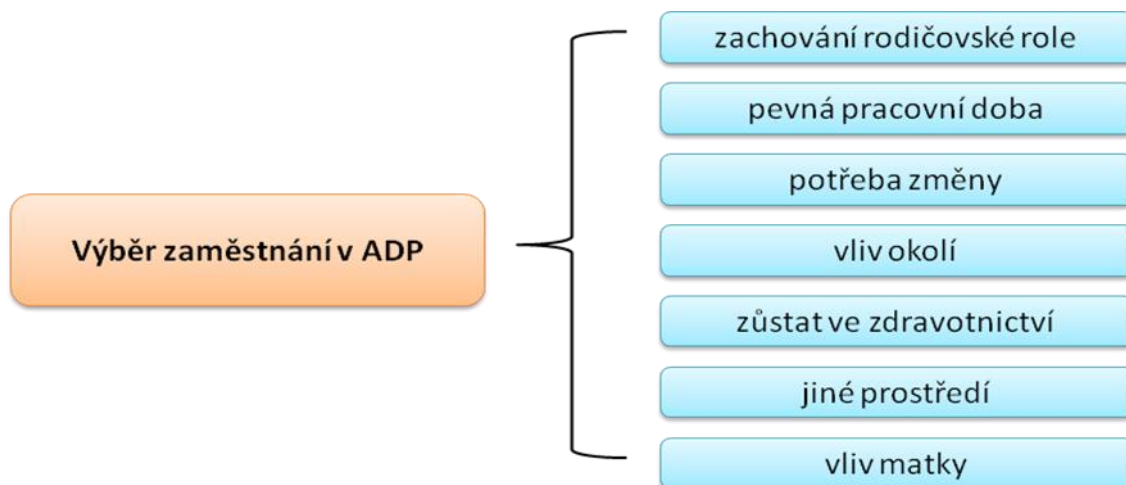 zachování rodičovské role
pevná pracovní doba
potřeba změny
Výběr zaměstnání v ADP
vliv okolí
zůstat ve zdravotnictví
jiné prostředí
vliv matky